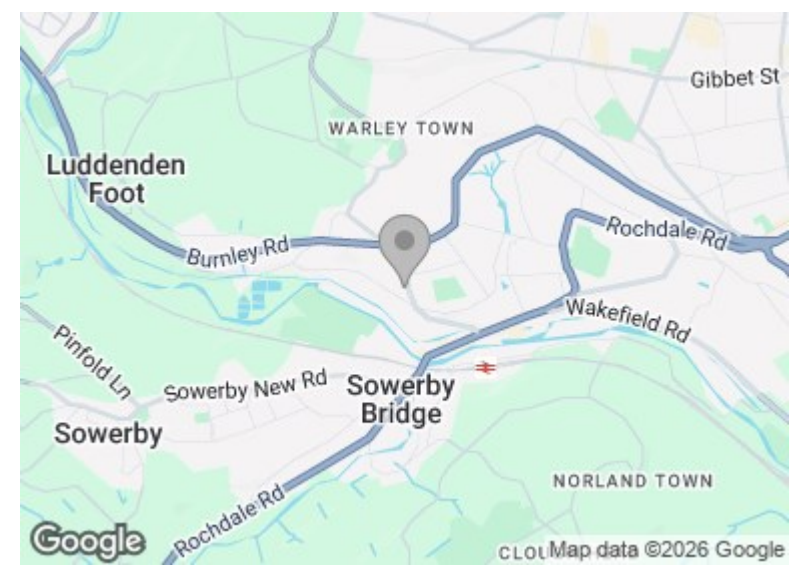 Gibbet St
WARLEY TOWN
Luddenden
Foot
Rochdale Rd
Burnley Rd
Wakefield Rd
Pinfold Ln
Sowerby New Rd
Sowerby
Bridge
Sowerby
NORLAND TOWN
Rochdale Rd
Google
Map data ©2026 Google